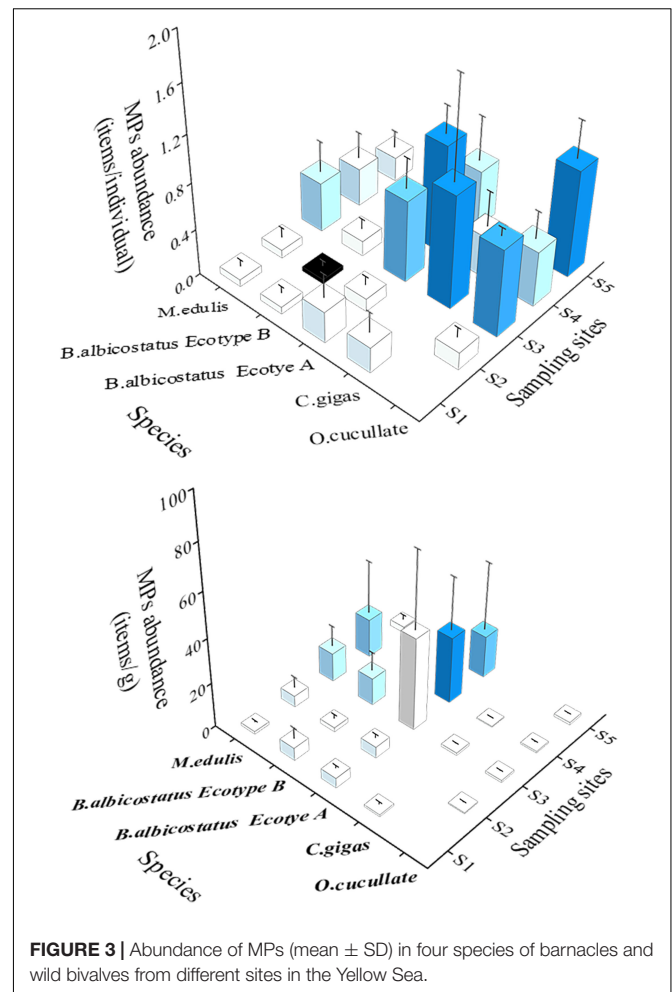 2.0
1.6
1.2
0.8
0.4
0.0
MPs abundance
(items/individual)
M.edulis
B.albicostatus Ecotype B
B.albicostatus Ecotye A
C.gigas
O.cucullate
Species
S1
S2
S3
S4
S5
Sampling sites
100
80
60
40
20
0
MPs abundance
(items/g)
M.edulis
B.albicostatus Ecotype B
B.albicostatus Ecotye A
C.gigas
O.cucullate
Species
S1
S2
S3
S4
S5
Sampling sites
FIGURE 3 | Abundance of MPs (mean ± SD) in four species of barnacles and
wild bivalves from different sites in the Yellow Sea.